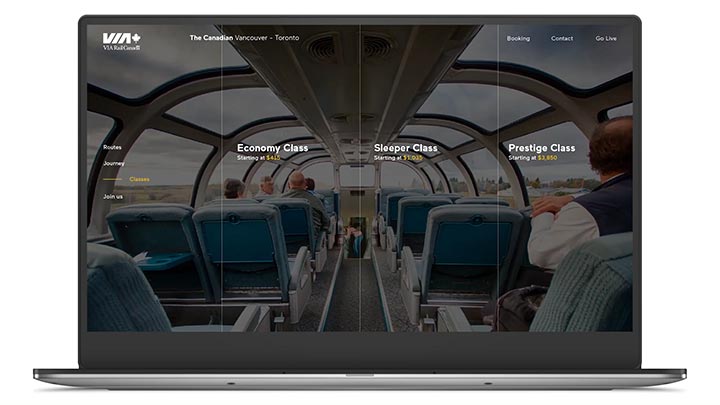 VIA
VIA Rail Canada
The Canadian Vancouver - Toronto
Booking
Contact
Go Live
Routes
Journey
Classes
Join us
Economy Class
Starting at $415
Sleeper Class
Starting at $1,035
Prestige Class
Starting at $3,850